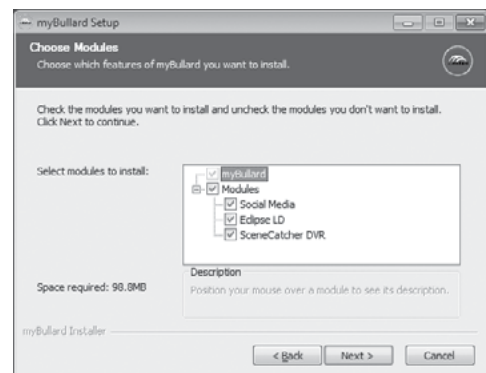 myBullard Setup
Choose Modules
Choose which features of myBullard you want to install.
Check the modules you want to install and uncheck the modules you don't want to install.
Click Next to continue.
Select modules to install:
myBullard
Modules
Social Media
Eclipse LD
SceneCatcher DVR
Space required: 98.8MB
Description
Position your mouse over a module to see its description.
myBullard Installer
< Back
Next >
Cancel